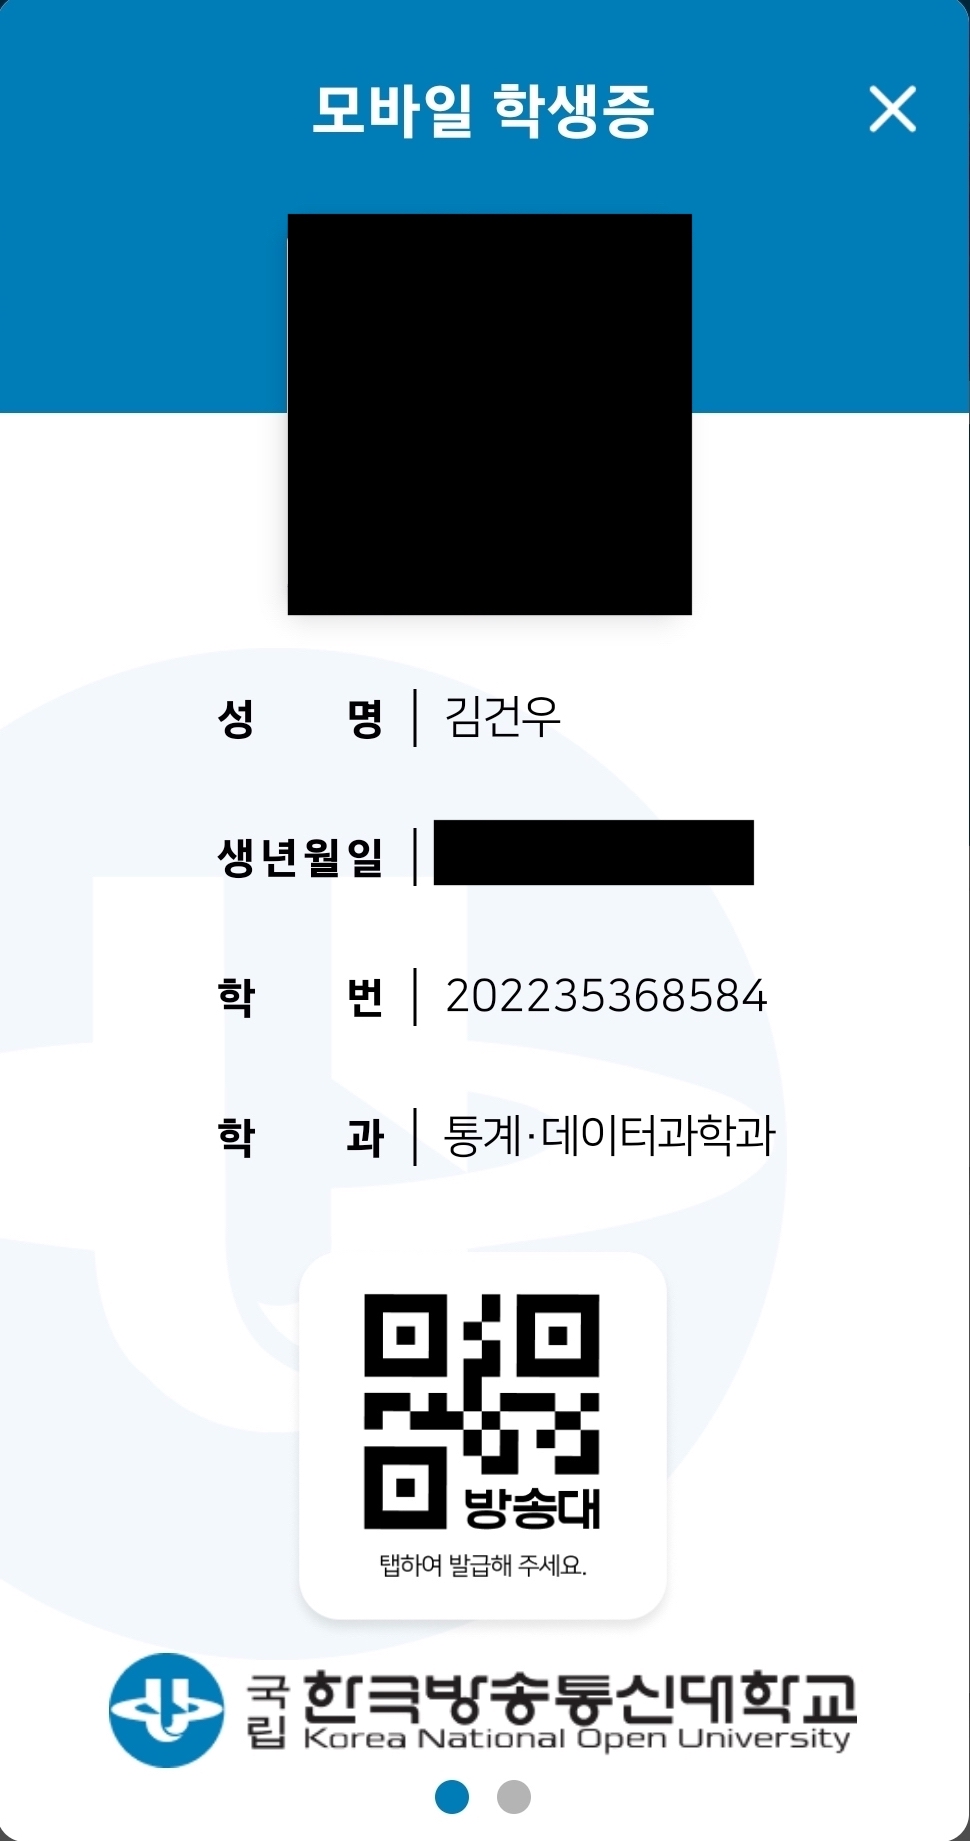 모바일 학생증
성 명 | 김건우
생년월일 |
학 번 | 202235368584
학 과 | 통계·데이터과학과
방송대
탭하여 발급해 주세요.
국립 한국방송통신대학교
Korea National Open University